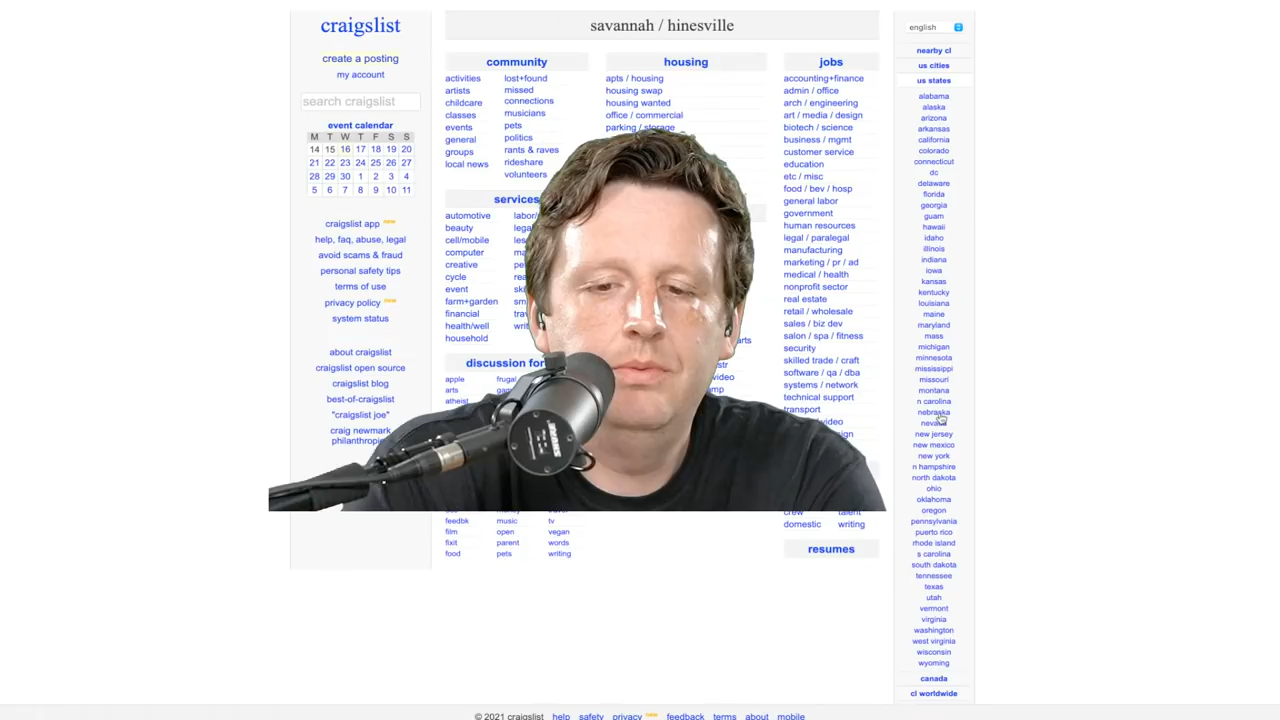 craigslist
create a posting
my account
search craigslist
event calendar
M T W T F S S
14 15 16 17 18 19 20
21 22 23 24 25 26 27
28 29 30 1 2 3 4
5 6 7 8 9 10 11
craigslist app new
help, faq, abuse, legal
avoid scams & fraud
personal safety tips
terms of use
privacy policy new
system status
about craigslist
craigslist open source
craigslist blog
best-of-craigslist
"craigslist joe"
craig newmark
philanthropies
savannah / hinesville
community
activities
artists
childcare
classes
events
general
groups
local news
lost+found
missed
connections
musicians
pets
politics
rants & raves
rideshare
volunteers
services
automotive
beauty
cell/mobile
computer
creative
cycle
event
farm+garden
financial
health/well
household
discussion for
apple
arts
atheist
frugal
feedbk
film
fixit
food
music
open
parent
pets
tv
vegan
words
writing
housing
apts / housing
housing swap
housing wanted
office / commercial
parking / storage
jobs
accounting+finance
admin / office
arch / engineering
art / media / design
biotech / science
business / mgmt
customer service
education
etc / misc
food / bev / hosp
general labor
government
human resources
legal / paralegal
manufacturing
marketing / pr / ad
medical / health
nonprofit sector
real estate
retail / wholesale
sales / biz dev
salon / spa / fitness
security
skilled trade / craft
software / qa / dba
systems / network
technical support
transport
domestic
writing
resumes
english
nearby cl
us cities
us states
alabama
alaska
arizona
arkansas
california
colorado
connecticut
dc
delaware
florida
georgia
guam
hawaii
idaho
illinois
indiana
iowa
kansas
kentucky
louisiana
maine
maryland
mass
michigan
minnesota
mississippi
missouri
montana
n carolina
nebraska
nevada
new jersey
new mexico
new york
n hampshire
north dakota
ohio
oklahoma
oregon
pennsylvania
puerto rico
rhode island
s carolina
south dakota
tennessee
texas
utah
vermont
virginia
washington
west virginia
wisconsin
wyoming
canada
cl worldwide
© 2021 craigslist help safety privacy new feedback terms about mobile